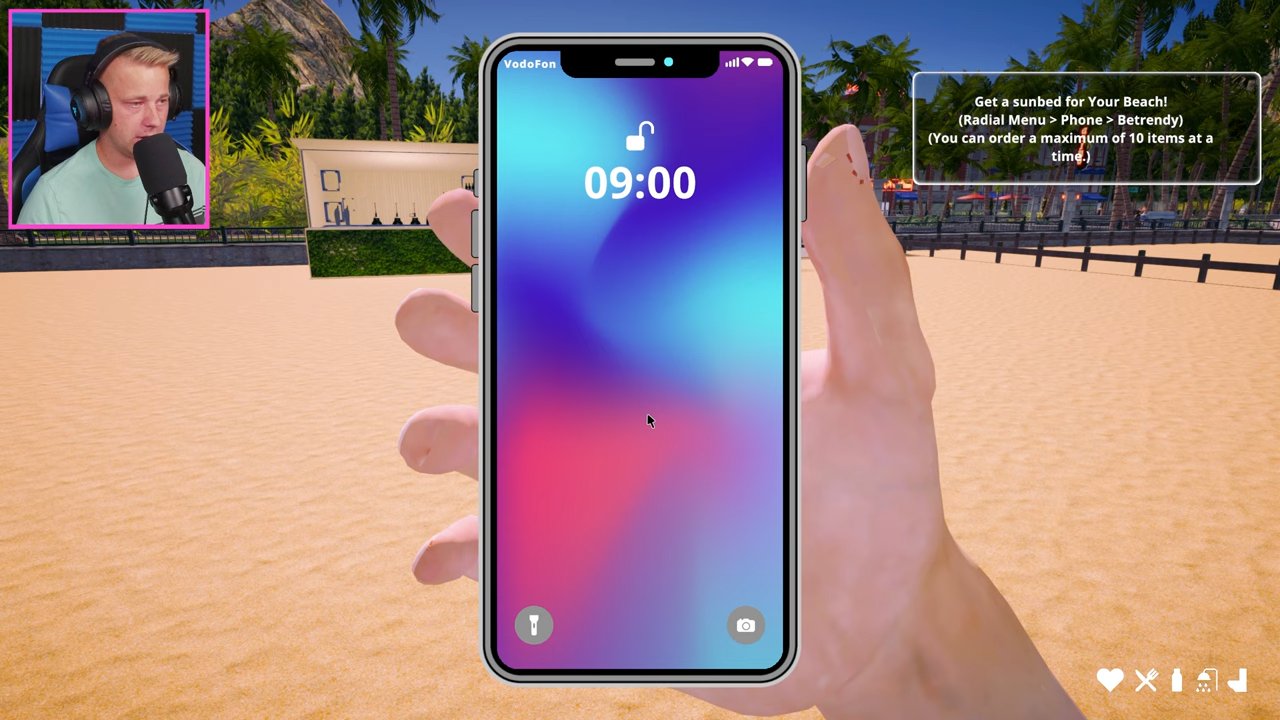 VodoFon
09:00
Get a sunbed for Your Beach!
(Radial Menu > Phone > Betrendy)
(You can order a maximum of 10 items at a
time.)